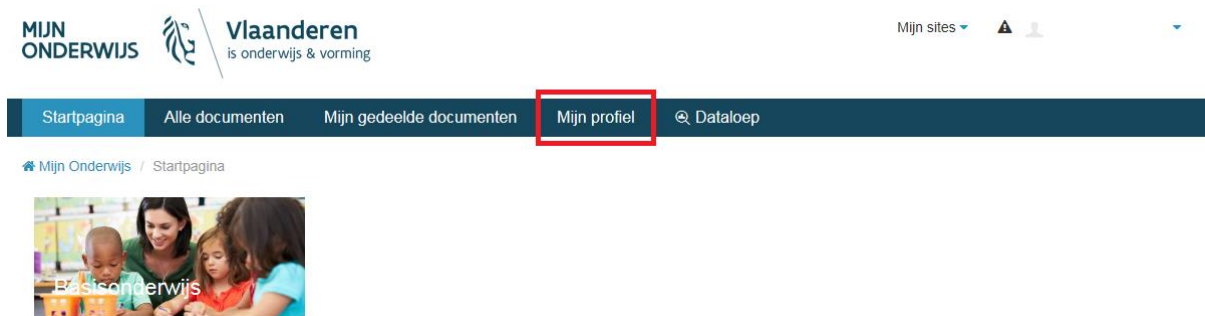 MIJN
ONDERWIJS
Vlaanderen
is onderwijs & vorming
Mijn sites
Startpagina Alle documenten Mijn gedeelde documenten Mijn profiel Dataloep
Mijn Onderwijs / Startpagina
Basisonderwijs